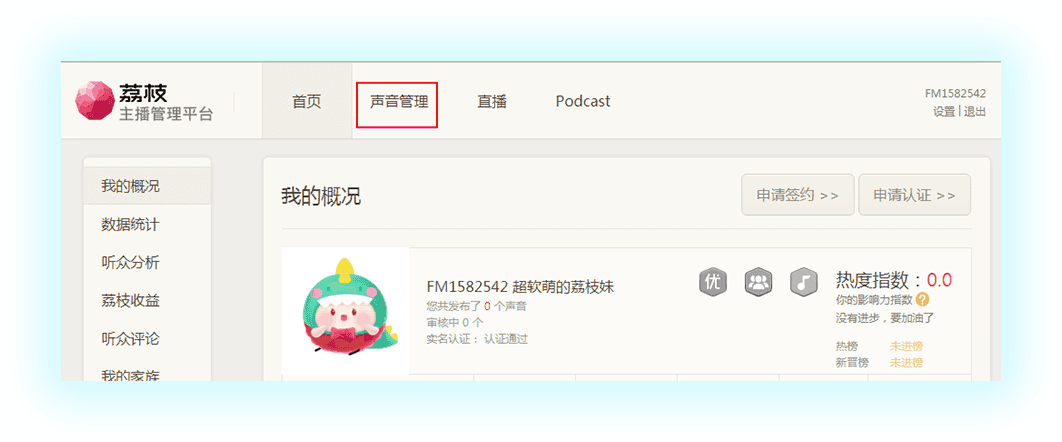 荔枝
主播管理平台
首页
声音管理
直播
Podcast
FM1582542
设置 | 退出
我的概况
数据统计
听众分析
荔枝收益
听众评论
我的家族
我的概况
申请签约 >>
申请认证 >>
FM1582542 超软萌的荔枝妹
您共发布了 0 个声音
审核中 0 个
实名认证： 认证通过
优
热度指数：0.0
你的影响力指数 ?
没有进步，要加油了
热榜 未进榜
新晋榜 未进榜